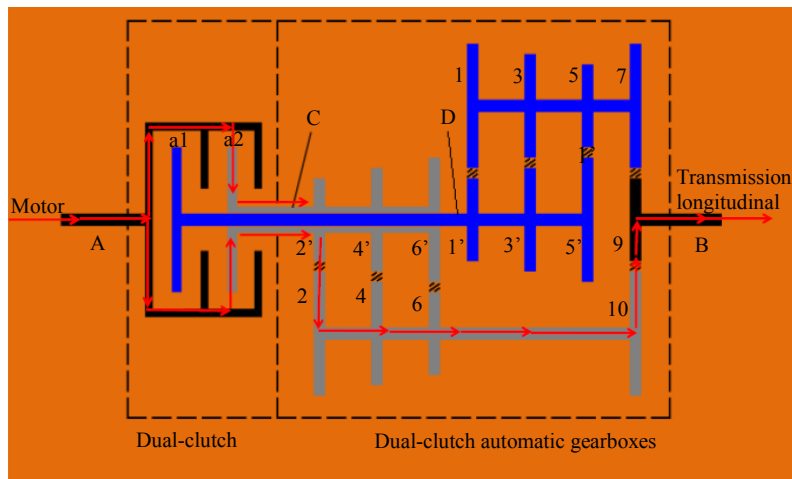 1
3
5
7
C
D
a1
a2
1'
Motor
Transmission
longitudinal
A
2'
4'
6'
1'
3'
5'
9
B
2
4
6
10
Dual-clutch
Dual-clutch automatic gearboxes